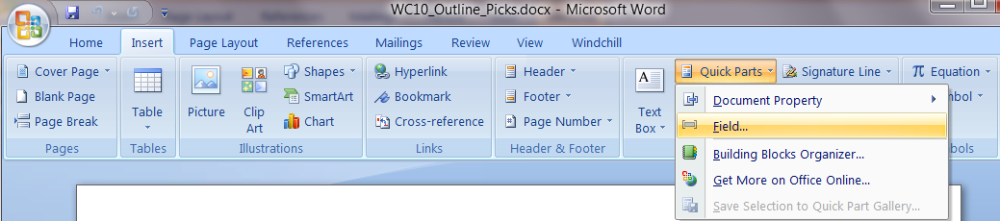 WC10_Outline_Picks.docx - Microsoft Word
Home Insert Page Layout References Mailings Review View Windchill
Cover Page
Blank Page
Page Break
Pages
Table
Tables
Picture
Clip
Art
Shapes
SmartArt
Chart
Illustrations
Hyperlink
Bookmark
Cross-reference
Links
Header
Footer
Page Number
Header & Footer
Text
Box
Quick Parts
Signature Line
Document Property
Field...
Building Blocks Organizer...
Get More on Office Online...
Save Selection to Quick Part Gallery...
π Equation
mbol
bols